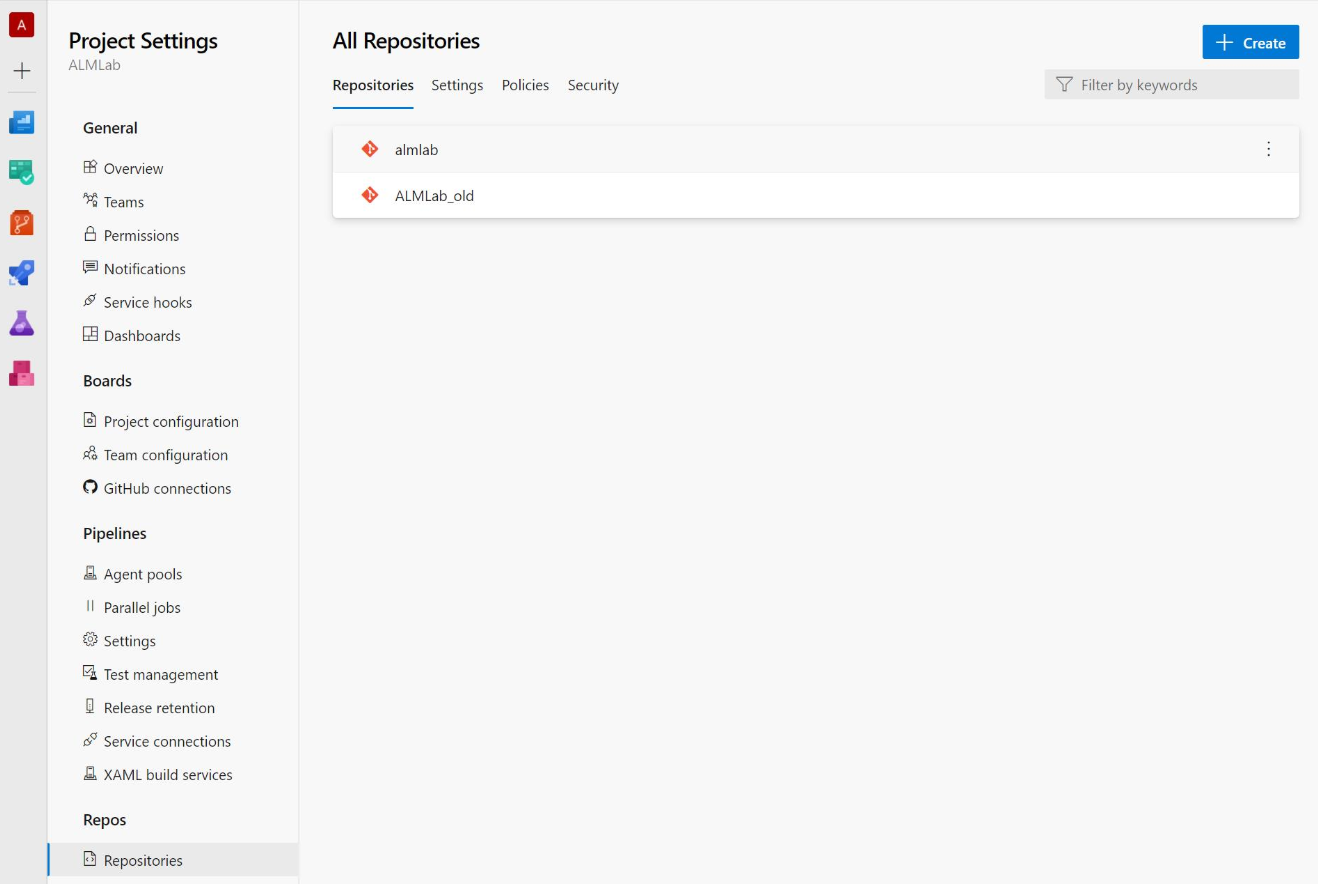 A
Project Settings
ALMLab
General
Overview
Teams
Permissions
Notifications
Service hooks
Dashboards
Boards
Project configuration
Team configuration
GitHub connections
Pipelines
Agent pools
Parallel jobs
Settings
Test management
Release retention
Service connections
XAML build services
Repos
Repositories
All Repositories
Create
Repositories Settings Policies Security
Filter by keywords
almlab
ALMLab_old